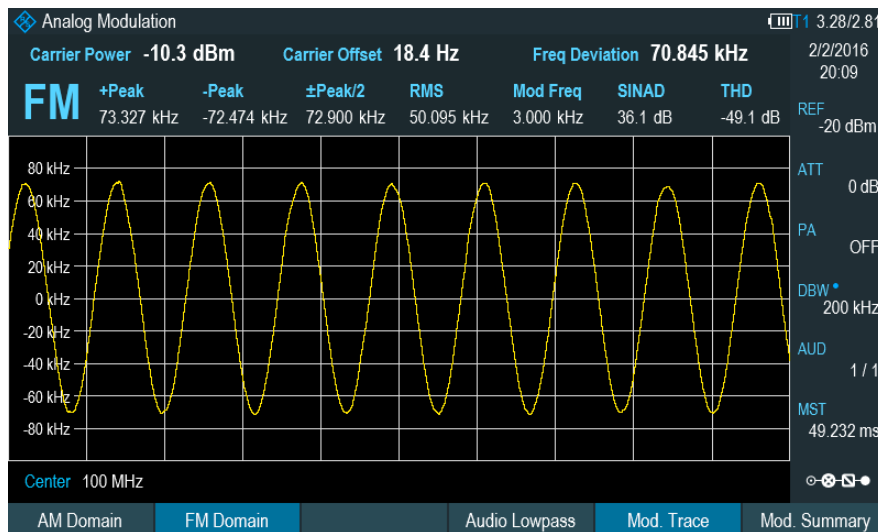 Analog Modulation T1 3.28/2.81
Carrier Power -10.3 dBm Carrier Offset 18.4 Hz Freq Deviation 70.845 kHz 2/2/2016
20:09
FM +Peak -Peak ±Peak/2 RMS Mod Freq SINAD THD
73.327 kHz -72.474 kHz 72.900 kHz 50.095 kHz 3.000 kHz 36.1 dB -49.1 dB
REF
-20 dBm
ATT
0 dB
PA
OFF
DBW
200 kHz
AUD
1 / 1
MST
49.232 ms
80 kHz
60 kHz
40 kHz
20 kHz
0 kHz
-20 kHz
-40 kHz
-60 kHz
-80 kHz
Center 100 MHz
AM Domain FM Domain Audio Lowpass Mod. Trace Mod. Summary